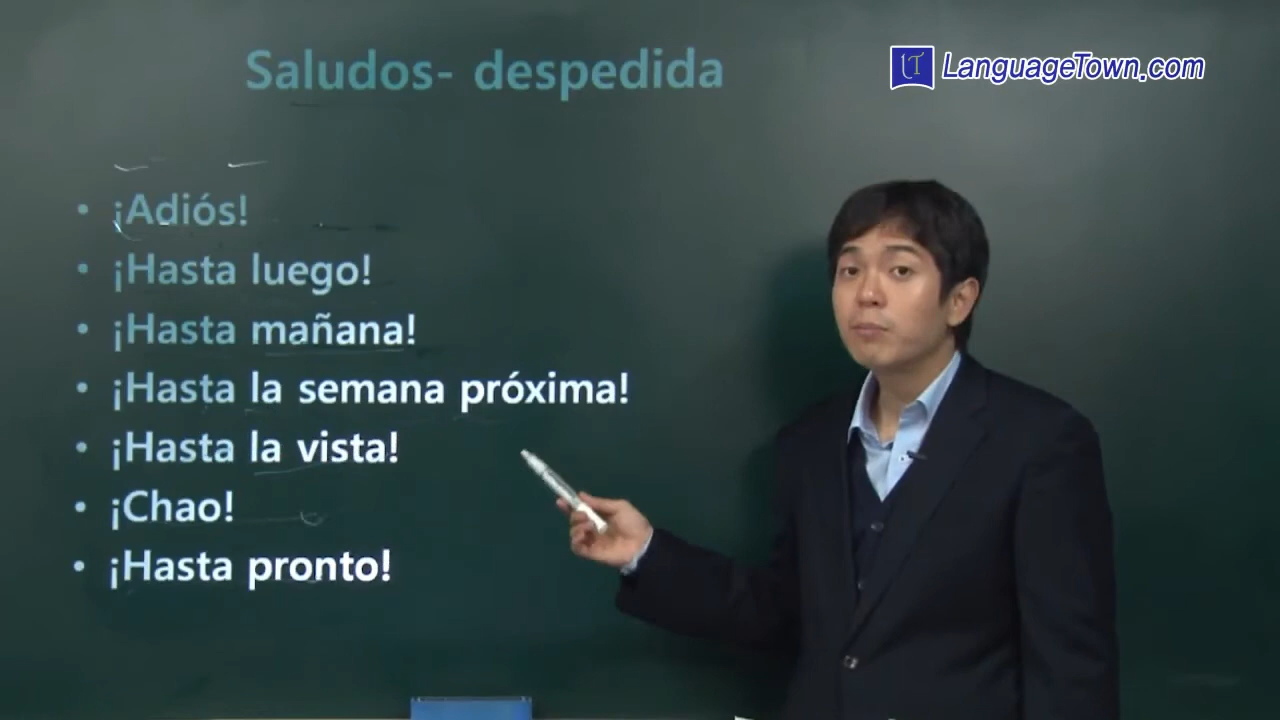 Saludos- despedida
LT LanguageTown.com
• ¡Adiós!
• ¡Hasta luego!
• ¡Hasta mañana!
• ¡Hasta la semana próxima!
• ¡Hasta la vista!
• ¡Chao!
• ¡Hasta pronto!